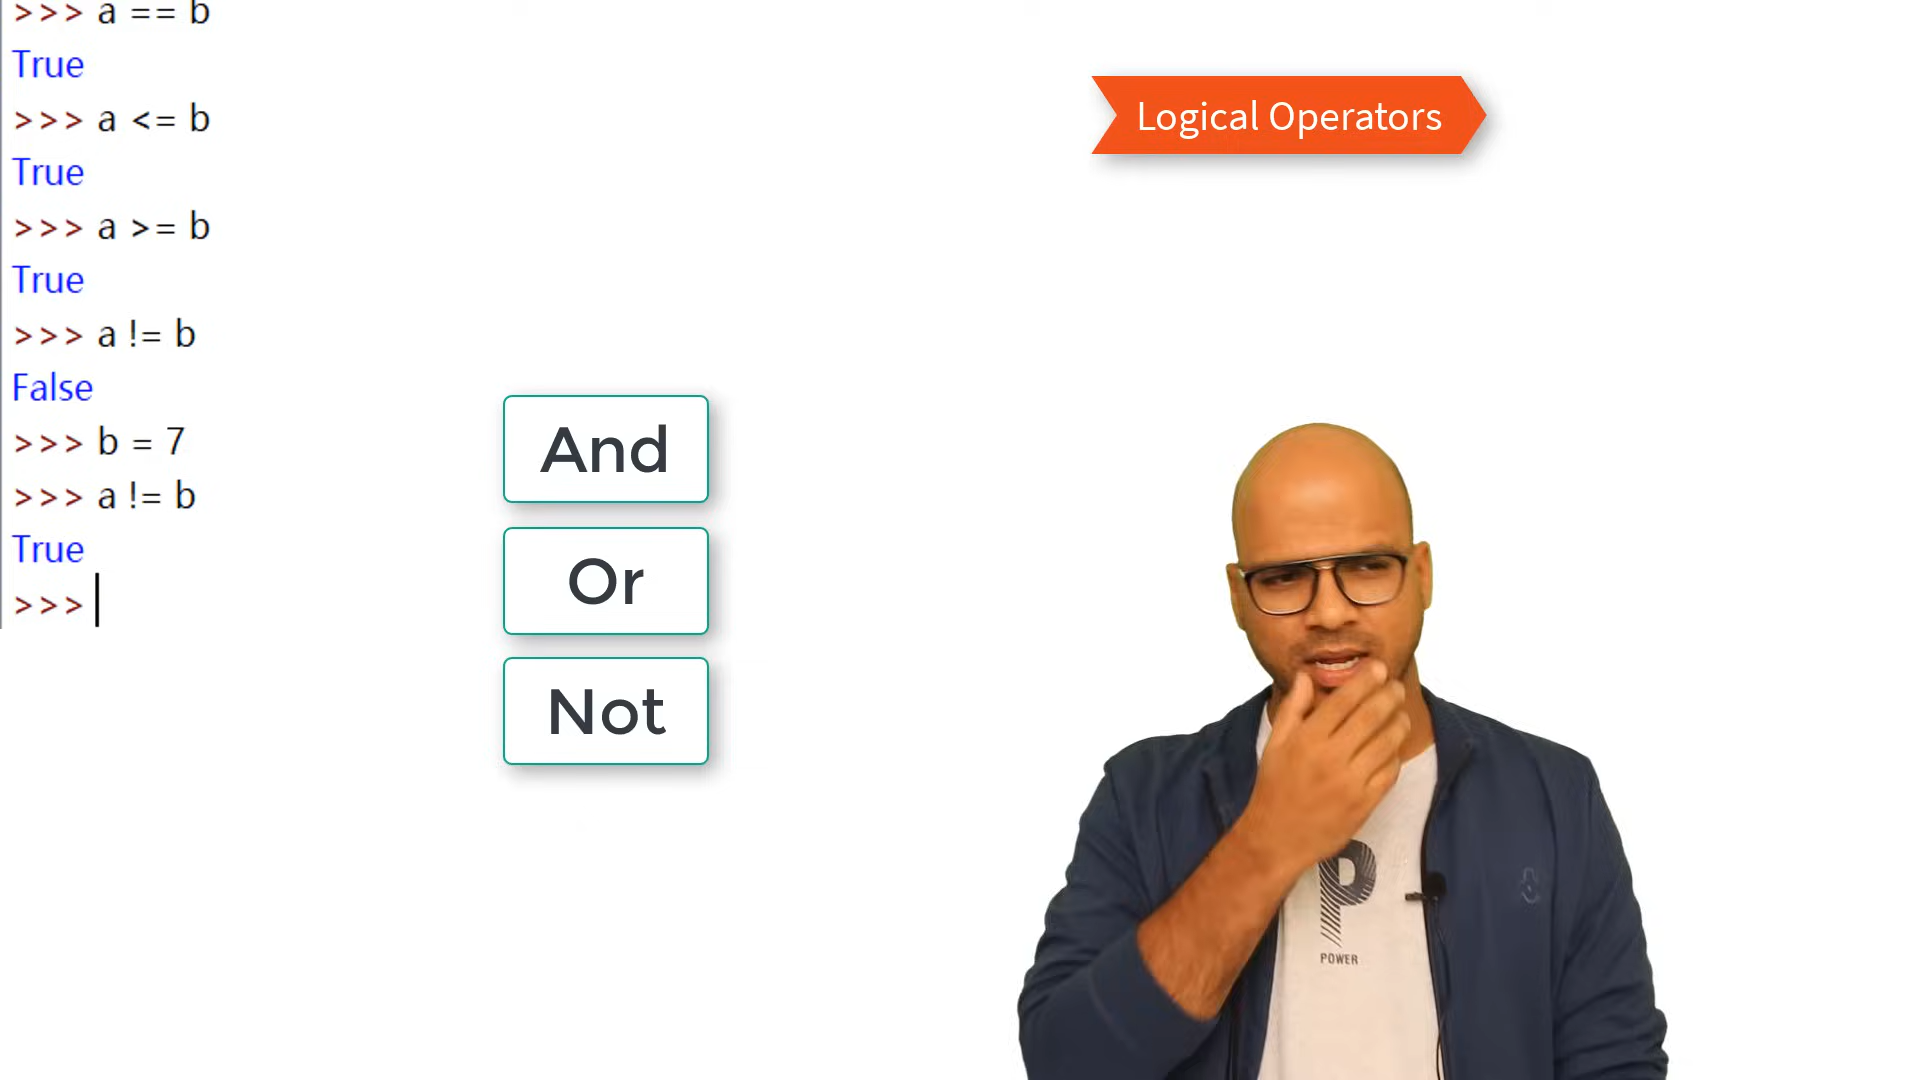 >>> a == b
True
>>> a <= b
True
>>> a >= b
True
>>> a != b
False
>>> b = 7
>>> a != b
True
>>>
Logical Operators
And
Or
Not
P
POWER